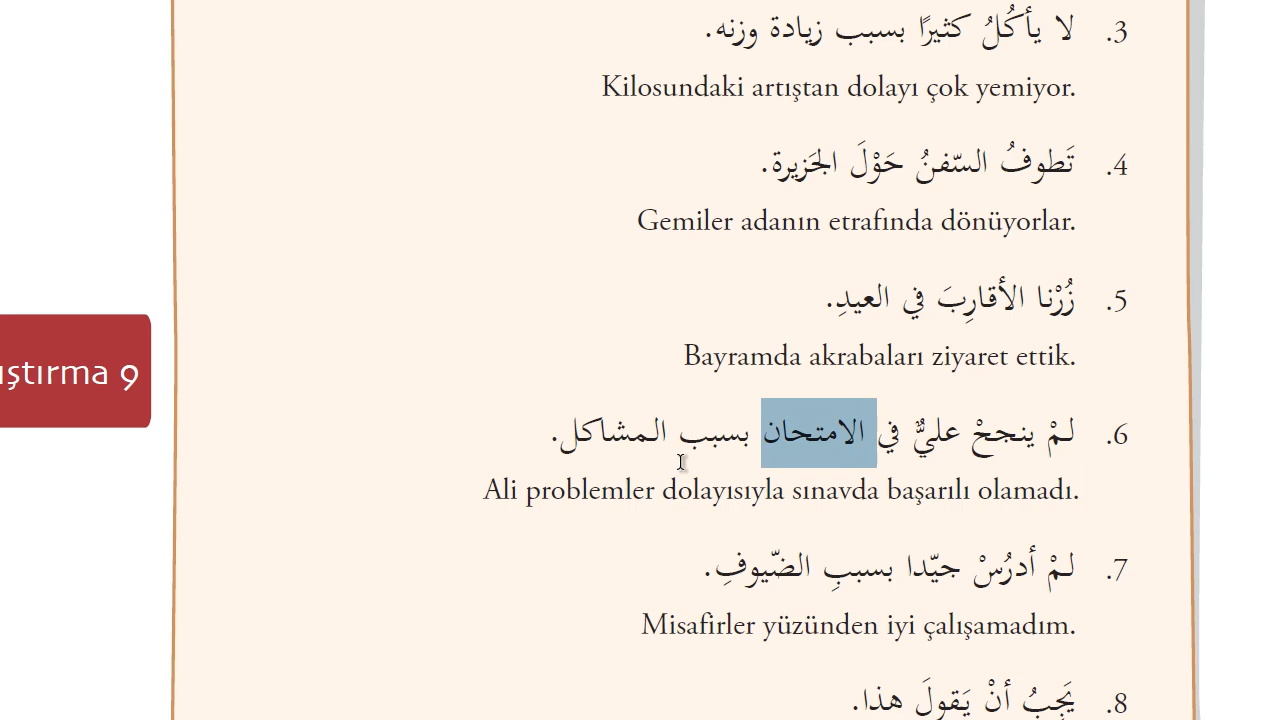 3. لا يأكُلُ كثيرًا بسبب زيادة وزنه.
Kilosundaki artıştan dolayı çok yemiyor.
4. تَطوفُ السّفنُ حَوْلَ الجَزيرة.
Gemiler adanın etrafında dönüyorlar.
5. زُرْنا الأقارِبَ في العيدِ.
Bayramda akrabaları ziyaret ettik.
ıştırma 9
6. لمْ ينجحْ عليٌّ في الامتحان بسبب المشاكل.
Ali problemler dolayısıyla sınavda başarılı olamadı.
7. لمْ أدرُسْ جيّدا بسببِ الضّيوفِ.
Misafirler yüzünden iyi çalışamadım.
8. يَجِبُ أنْ يَقولَ هذا.